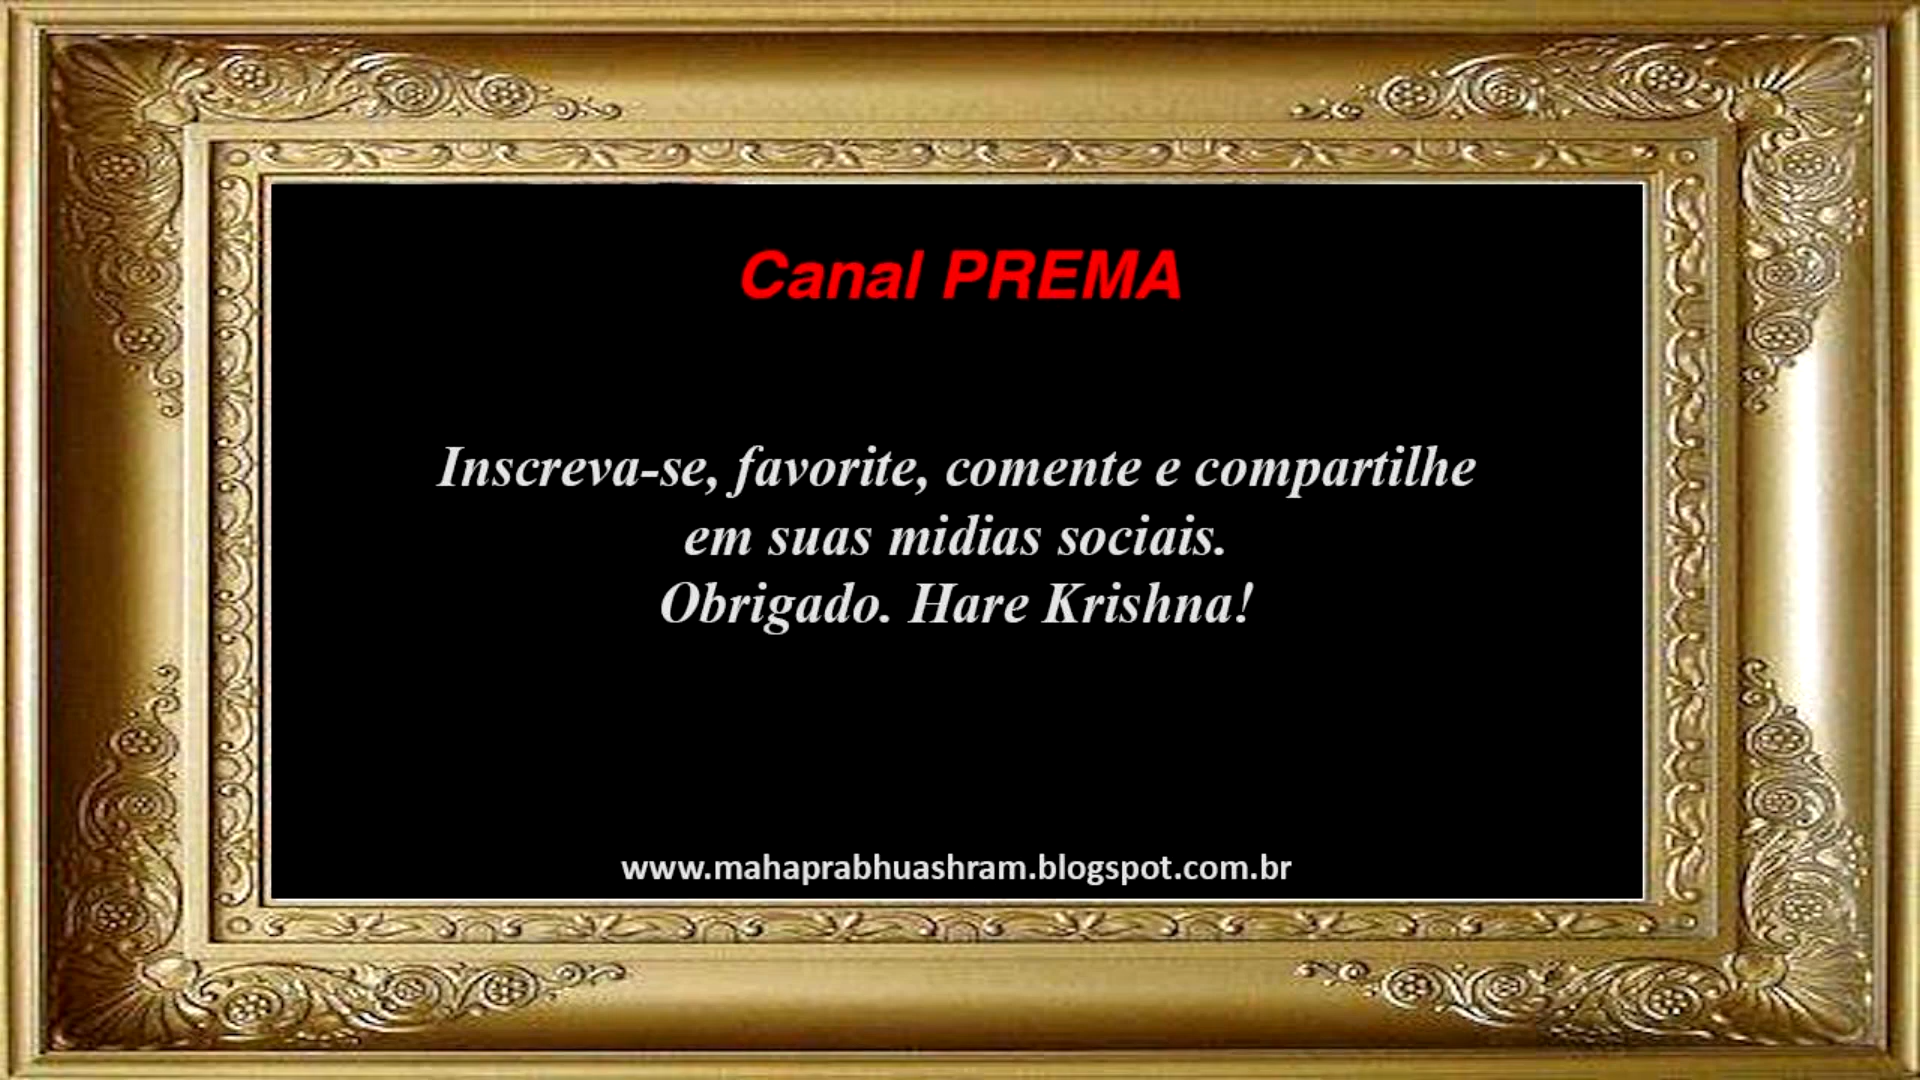 Canal PREMA
Inscreva-se, favorite, comente e compartilhe
em suas midias sociais.
Obrigado. Hare Krishna!
www.mahaprabhuashram.blogspot.com.br